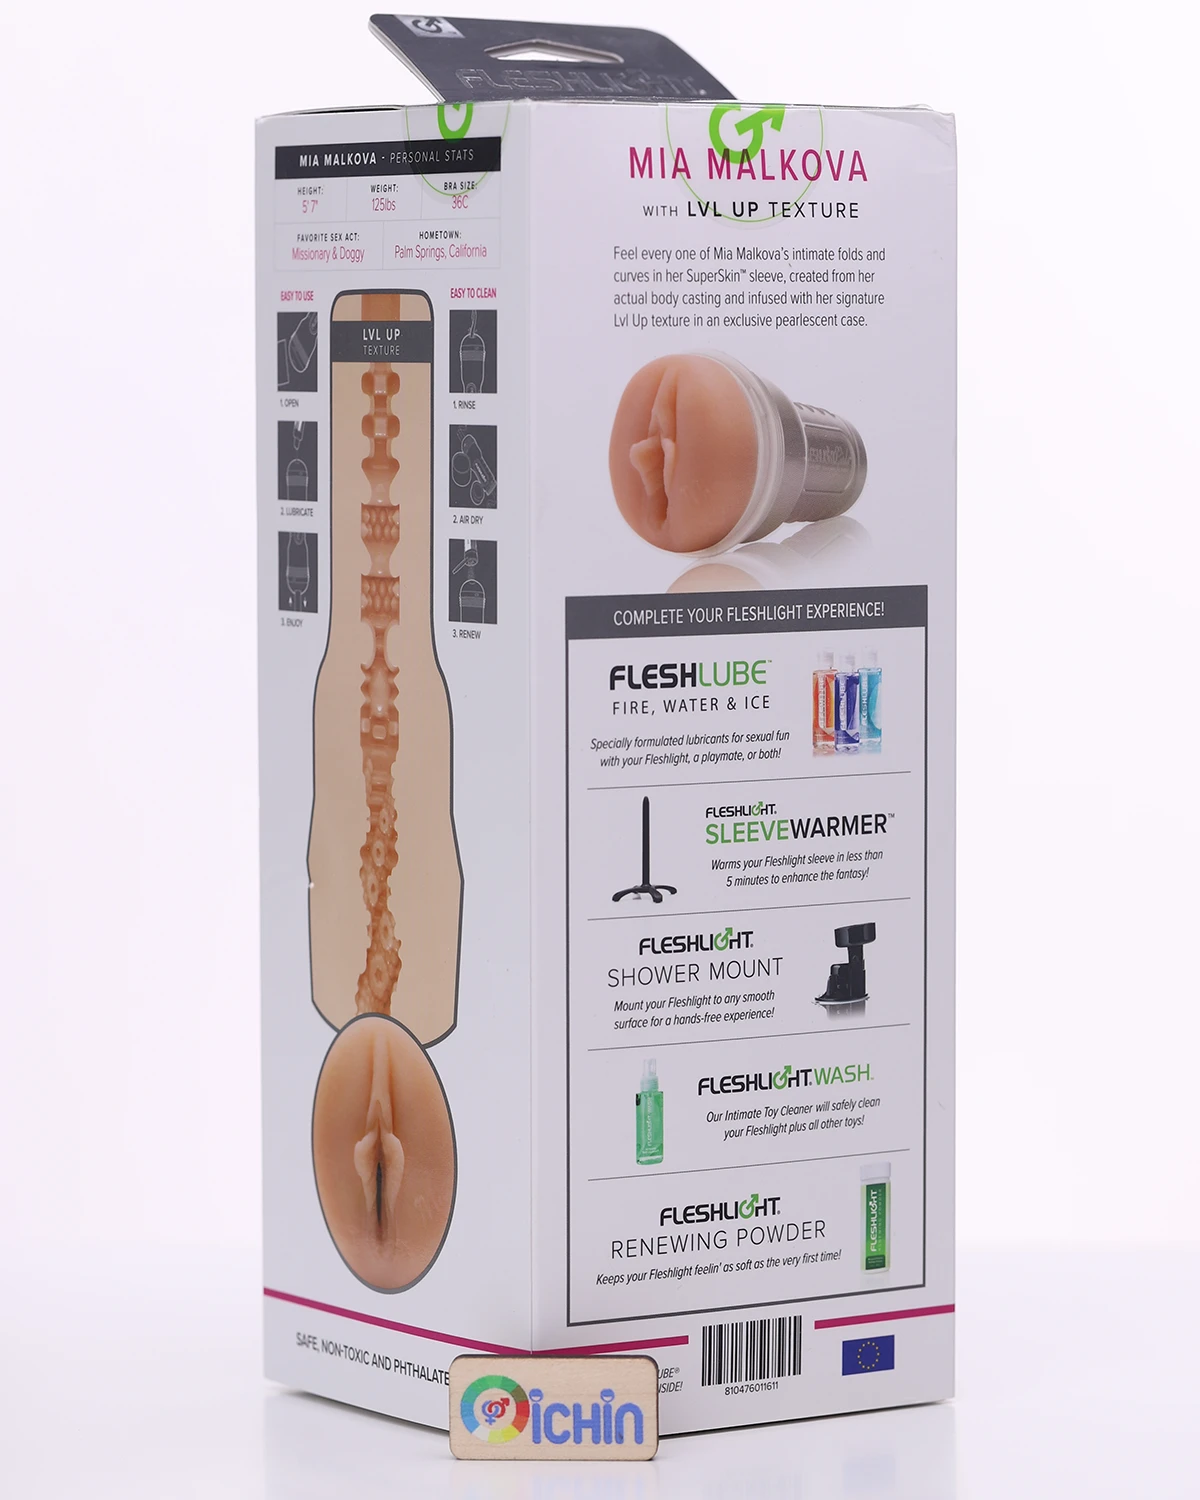 FLESHLIGHT
MIA MALKOVA - PERSONAL STATS
HEIGHT:
5' 7"
WEIGHT:
125lbs
BRA SIZE:
36C
FAVORITE SEX ACT:
Missionary & Doggy
HOMETOWN:
Palm Springs, California
EASY TO USE
1. OPEN
2. LUBRICATE
3. ENJOY
LVL UP
TEXTURE
EASY TO CLEAN
1. RINSE
2. AIR DRY
3. RENEW
SAFE, NON-TOXIC AND PHTHALATE
MIA MALKOVA
WITH LVL UP TEXTURE
Feel every one of Mia Malkova's intimate folds and
curves in her SuperSkin™ sleeve, created from her
actual body casting and infused with her signature
Lvl Up texture in an exclusive pearlescent case.
COMPLETE YOUR FLESHLIGHT EXPERIENCE!
FLESHLUBE™
FIRE, WATER & ICE
Specially formulated lubricants for sexual fun
with your Fleshlight, a playmate, or both!
FLESHLIGHT.
SLEEVEWARMER™
Warms your Fleshlight sleeve in less than
5 minutes to enhance the fantasy!
FLESHLIGHT.
SHOWER MOUNT
Mount your Fleshlight to any smooth
surface for a hands-free experience!
FLESHLIGHT. WASH.
Our Intimate Toy Cleaner will safely clean
your Fleshlight plus all other toys!
FLESHLIGHT.
RENEWING POWDER
Keeps your Fleshlight feelin' as soft as the very first time!
FLESHLIGHT
UBE®
NSIDE!
810476011611
ichin